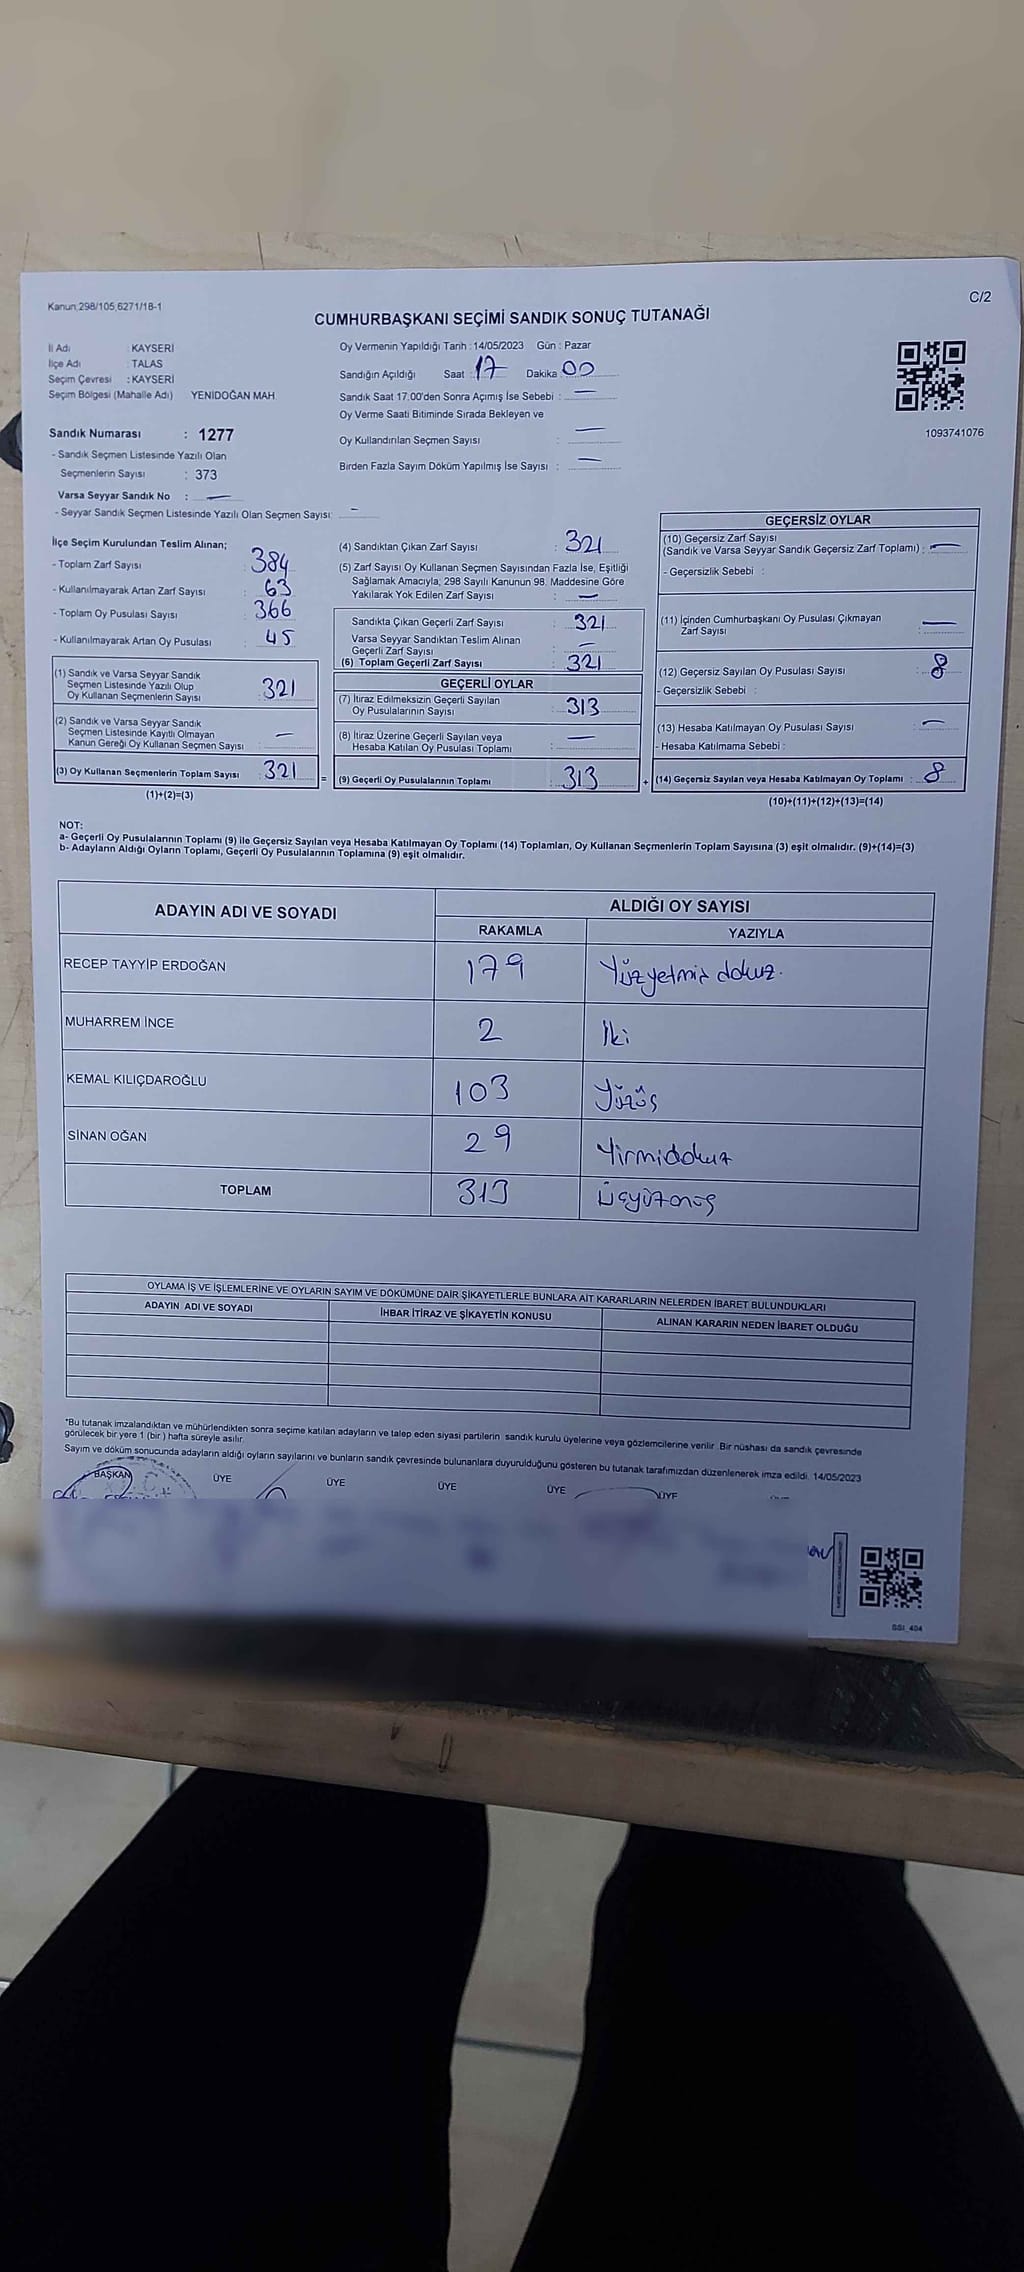 Kanun;298/105,6271/18-1
C/2
CUMHURBAŞKANI SEÇİMİ SANDIK SONUÇ TUTANAĞI
İl Adı : KAYSERİ
İlçe Adı : TALAS
Seçim Çevresi : KAYSERİ
Seçim Bölgesi (Mahalle Adı) YENİDOĞAN MAH.
Sandık Numarası : 1277
- Sandık Seçmen Listesinde Yazılı Olan
Seçmenlerin Sayısı : 373
Varsa Seyyar Sandık No : —
- Seyyar Sandık Seçmen Listesinde Yazılı Olan Seçmen Sayısı: -
Oy Vermenin Yapıldığı Tarih : 14/05/2023 Gün : Pazar
Sandığın Açıldığı Saat : 17 Dakika 00
Sandık Saat 17.00'den Sonra Açımış İse Sebebi : —
Oy Verme Saati Bitiminde Sırada Bekleyen ve
Oy Kullandırılan Seçmen Sayısı : —
Birden Fazla Sayım Döküm Yapılmış İse Sayısı : —
1093741076
İlçe Seçim Kurulundan Teslim Alınan;
- Toplam Zarf Sayısı : 384
- Kullanılmayarak Artan Zarf Sayısı : 63
- Toplam Oy Pusulası Sayısı : 366
- Kullanılmayarak Artan Oy Pusulası : 45
(1) Sandık ve Varsa Seyyar Sandık
Seçmen Listesinde Yazılı Olup
Oy Kullanan Seçmenlerin Sayısı : 321
(2) Sandık ve Varsa Seyyar Sandık
Seçmen Listesinde Kayıtlı Olmayan
Kanun Gereği Oy Kullanan Seçmen Sayısı : —
(3) Oy Kullanan Seçmenlerin Toplam Sayısı : 321 =
(1)+(2)=(3)
(4) Sandıktan Çıkan Zarf Sayısı : 321
(5) Zarf Sayısı Oy Kullanan Seçmen Sayısından Fazla İse, Eşitliği
Sağlamak Amacıyla, 298 Sayılı Kanunun 98. Maddesine Göre
Yakılarak Yok Edilen Zarf Sayısı : —
Sandıkta Çıkan Geçerli Zarf Sayısı : 321
Varsa Seyyar Sandıktan Teslim Alınan
Geçerli Zarf Sayısı : —
(6) Toplam Geçerli Zarf Sayısı : 321
GEÇERLİ OYLAR
(7) İtiraz Edilmeksizin Geçerli Sayılan
Oy Pusulalarının Sayısı : 313
(8) İtiraz Üzerine Geçerli Sayılan veya
Hesaba Katılan Oy Pusulası Toplamı : —
(9) Geçerli Oy Pusulalarının Toplamı : 313 +
GEÇERSİZ OYLAR
(10) Geçersiz Zarf Sayısı
(Sandık ve Varsa Seyyar Sandık Geçersiz Zarf Toplamı) : —
- Geçersizlik Sebebi :
(11) İçinden Cumhurbaşkanı Oy Pusulası Çıkmayan
Zarf Sayısı : —
(12) Geçersiz Sayılan Oy Pusulası Sayısı : 8
- Geçersizlik Sebebi :
(13) Hesaba Katılmayan Oy Pusulası Sayısı : —
- Hesaba Katılmama Sebebi :
(14) Geçersiz Sayılan veya Hesaba Katılmayan Oy Toplamı : 8
(10)+(11)+(12)+(13)=(14)
NOT:
a- Geçerli Oy Pusulalarının Toplamı (9) ile Geçersiz Sayılan veya Hesaba Katılmayan Oy Toplamı (14) Toplamları, Oy Kullanan Seçmenlerin Toplam Sayısına (3) eşit olmalıdır. (9)+(14)=(3)
b- Adayların Aldığı Oyların Toplamı, Geçerli Oy Pusulalarının Toplamına (9) eşit olmalıdır.
ADAYIN ADI VE SOYADI ALDIĞI OY SAYISI
RAKAMLA YAZIYLA
RECEP TAYYİP ERDOĞAN 179 Yüzyetmiş dokuz.
MUHARREM İNCE 2 İki
KEMAL KILIÇDAROĞLU 103 Yüzüç
SİNAN OĞAN 29 Yirmidokuz
TOPLAM 313 Üçyüzonüç
OYLAMA İŞ VE İŞLEMLERİNE VE OYLARIN SAYIM VE DÖKÜMÜNE DAİR ŞİKAYETLERLE BUNLARA AİT KARARLARIN NELERDEN İBARET BULUNDUKLARI
ADAYIN ADI VE SOYADI İHBAR İTİRAZ VE ŞİKAYETİN KONUSU ALINAN KARARIN NEDEN İBARET OLDUĞU
*Bu tutanak imzalandıktan ve mühürlendikten sonra seçime katılan adayların ve talep eden siyasi partilerin sandık kurulu üyelerine veya gözlemcilerine verilir. Bir nüshası da sandık çevresinde
görülecek bir yere 1 (bir) hafta süreyle asılır.
Sayım ve döküm sonucunda adayların aldığı oyların sayılarını ve bunların sandık çevresinde bulunanlara duyurulduğunu gösteren bu tutanak tarafımızdan düzenlenerek imza edildi. 14/05/2023
BAŞKAN ÜYE ÜYE ÜYE ÜYE ÜYE
SSI_404